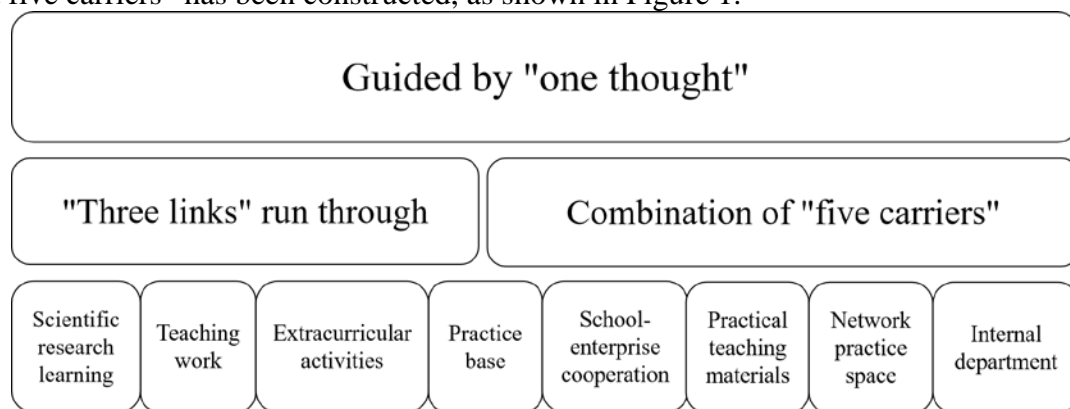 five carriers" has been constructed, as shown in Figure 1.
Guided by "one thought"
"Three links" run through
Combination of "five carriers"
Scientific
research
learning
Teaching
work
Extracurricular
activities
Practice
base
School-
enterprise
cooperation
Practical
teaching
materials
Network
practice
space
Internal
department